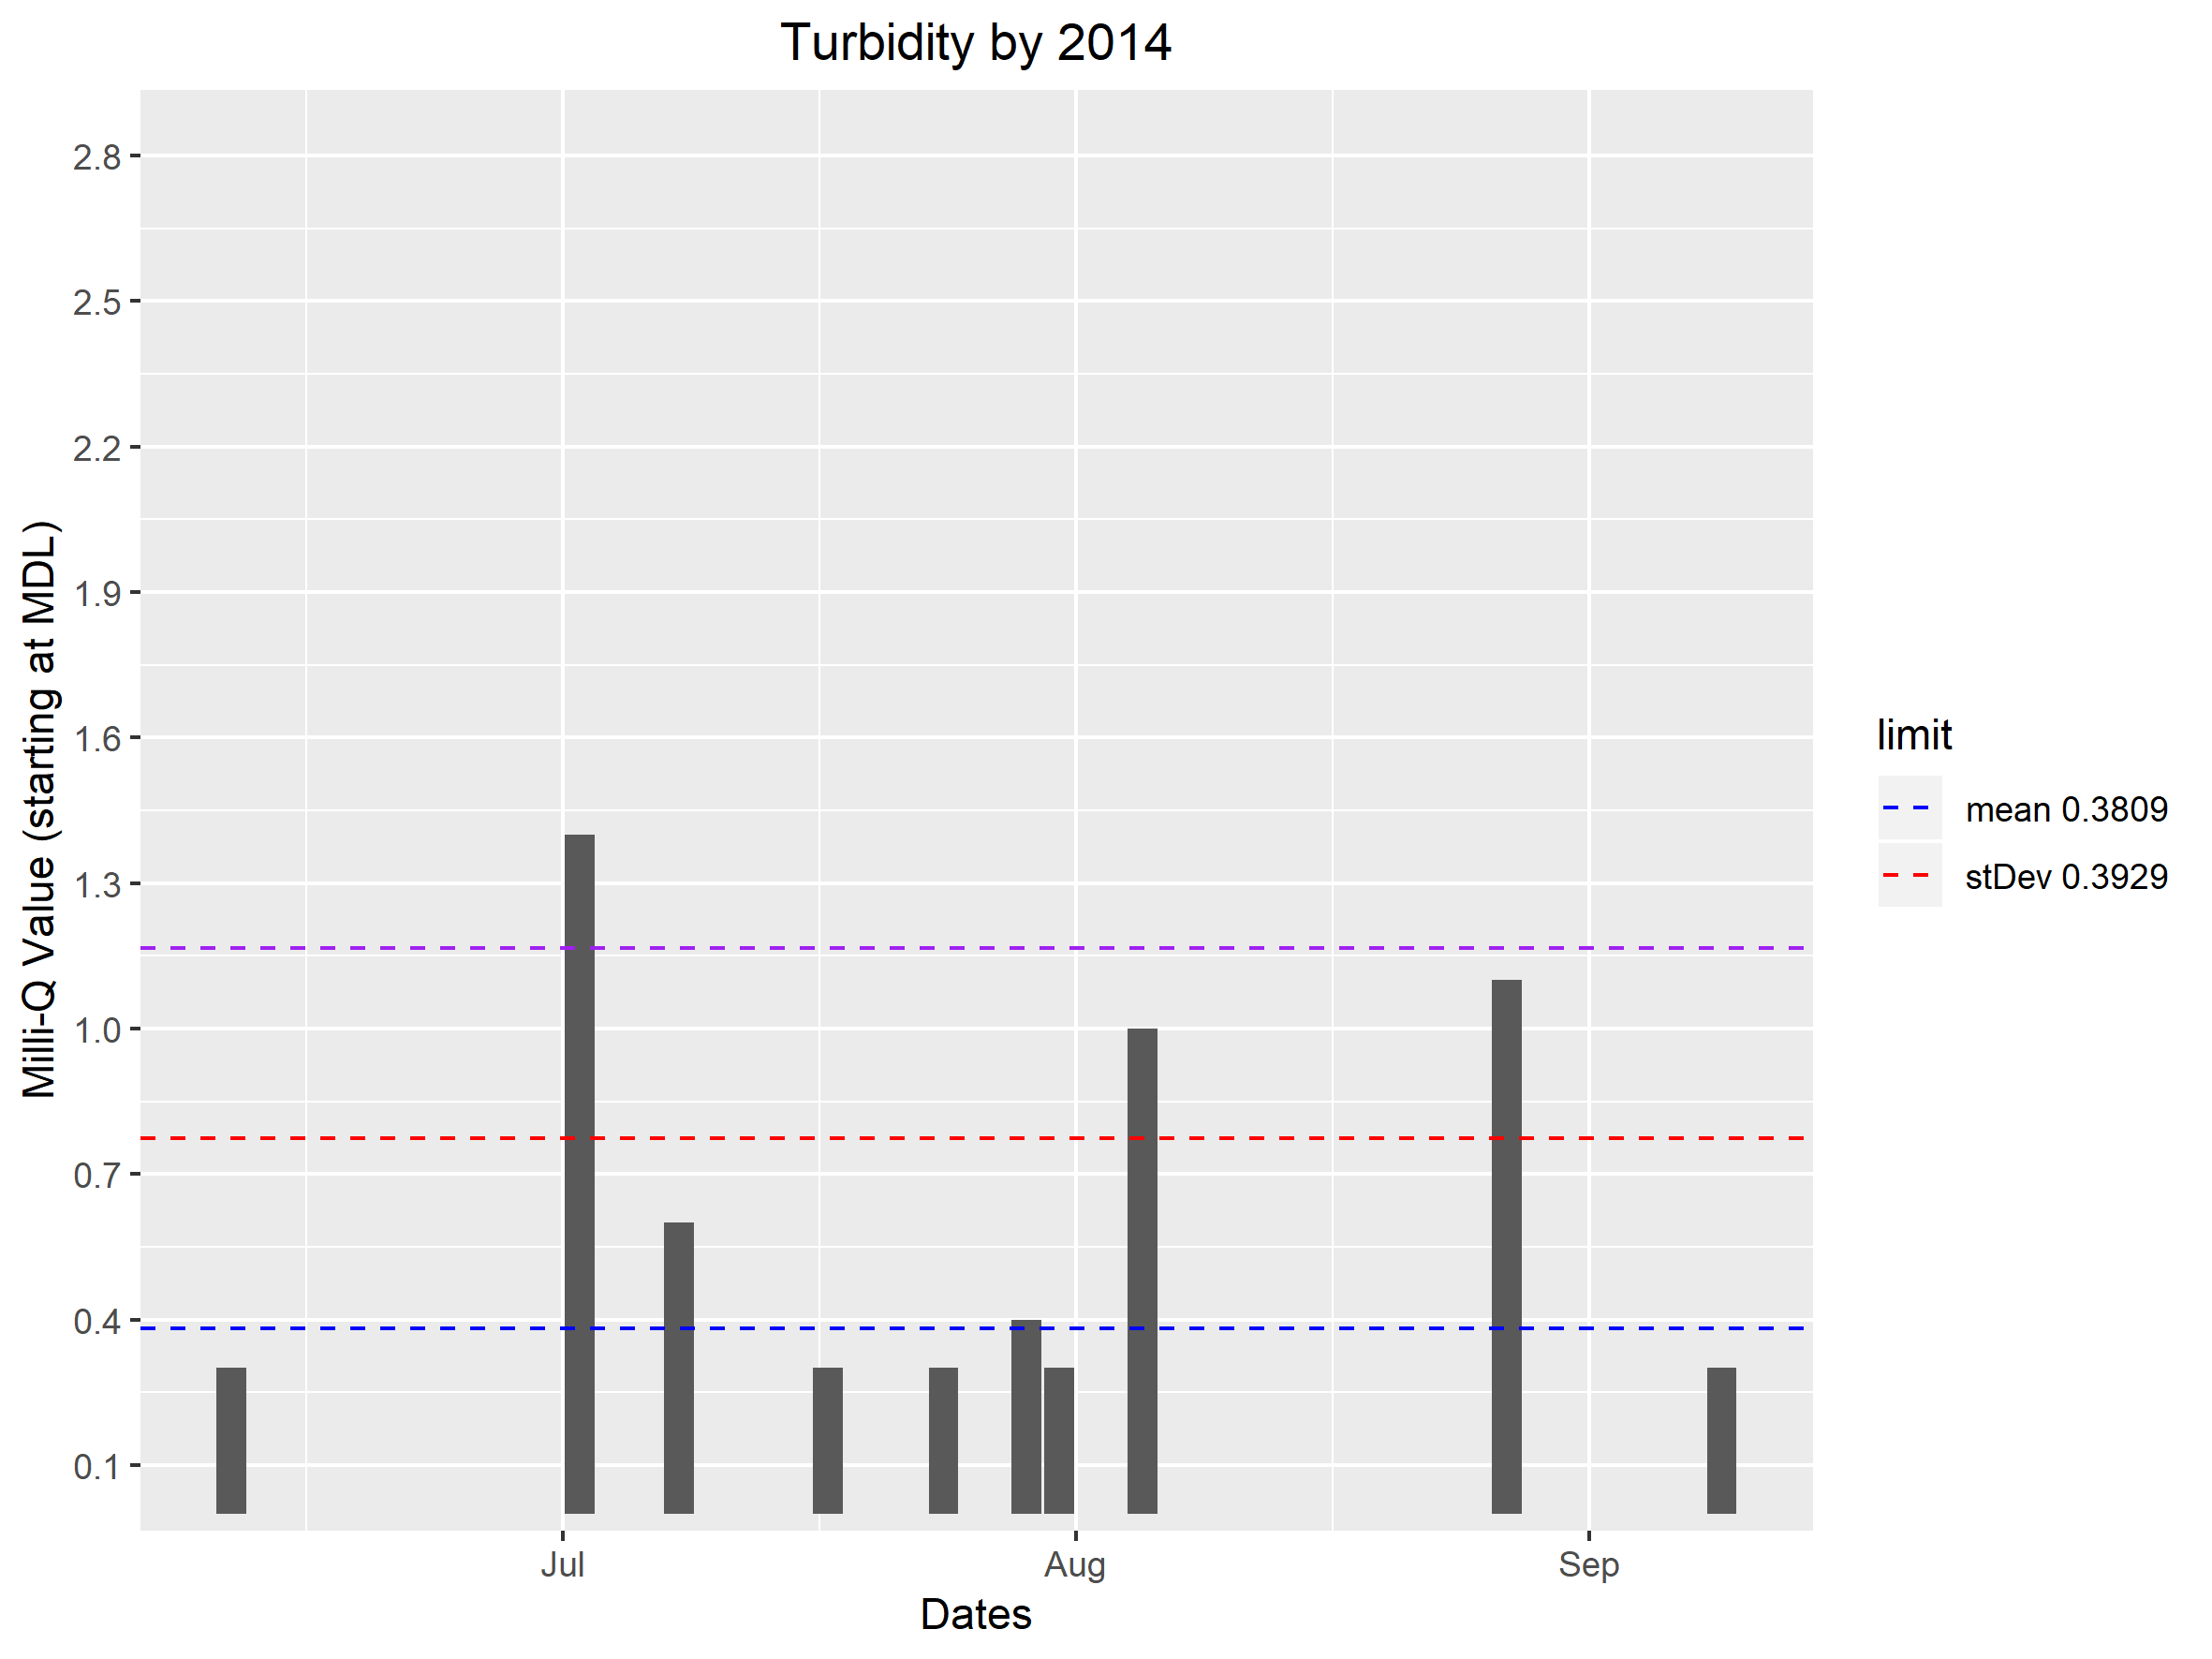 Turbidity by 2014
Milli-Q Value (starting at MDL)
2.8
2.5
2.2
1.9
1.6
1.3
1.0
0.7
0.4
0.1
Jul
Aug
Sep
Dates
limit
mean 0.3809
stDev 0.3929